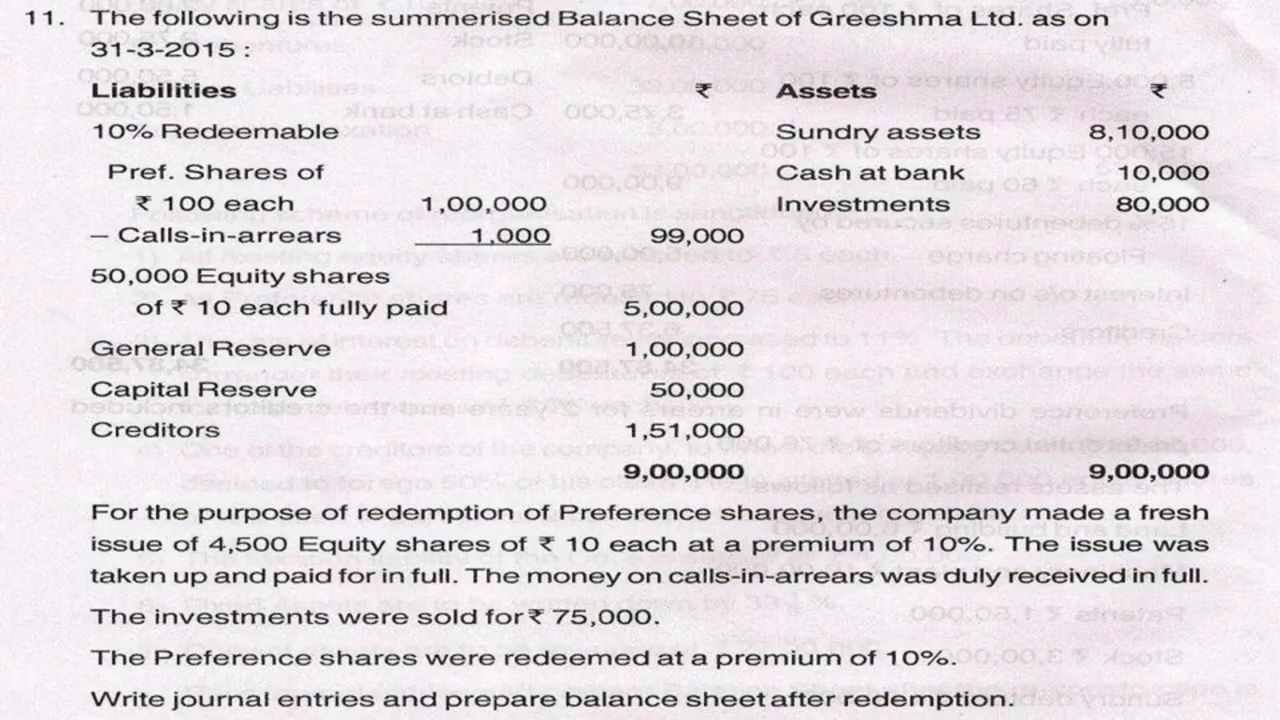 11. The following is the summerised Balance Sheet of Greeshma Ltd. as on
31-3-2015 :
Liabilities ₹ Assets ₹
10% Redeemable Sundry assets 8,10,000
Pref. Shares of Cash at bank 10,000
₹ 100 each 1,00,000 Investments 80,000
– Calls-in-arrears 1,000 99,000
50,000 Equity shares
of ₹ 10 each fully paid 5,00,000
General Reserve 1,00,000
Capital Reserve 50,000
Creditors 1,51,000
9,00,000 9,00,000
For the purpose of redemption of Preference shares, the company made a fresh
issue of 4,500 Equity shares of ₹ 10 each at a premium of 10%. The issue was
taken up and paid for in full. The money on calls-in-arrears was duly received in full.
The investments were sold for ₹ 75,000.
The Preference shares were redeemed at a premium of 10%.
Write journal entries and prepare balance sheet after redemption.